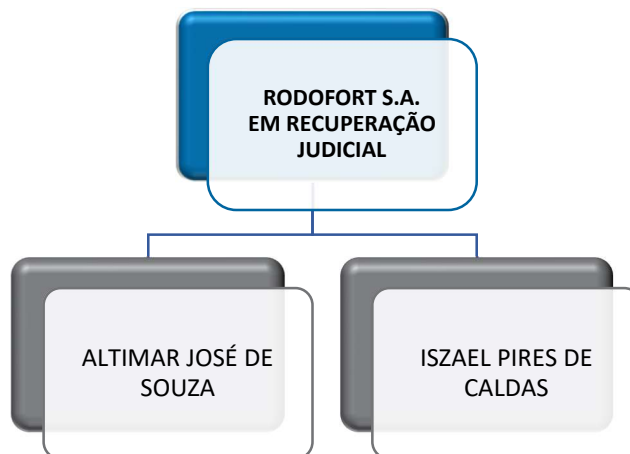 RODOFORT S.A.
EM RECUPERAÇÃO
JUDICIAL
ALTIMAR JOSÉ DE
SOUZA
ISZAEL PIRES DE
CALDAS